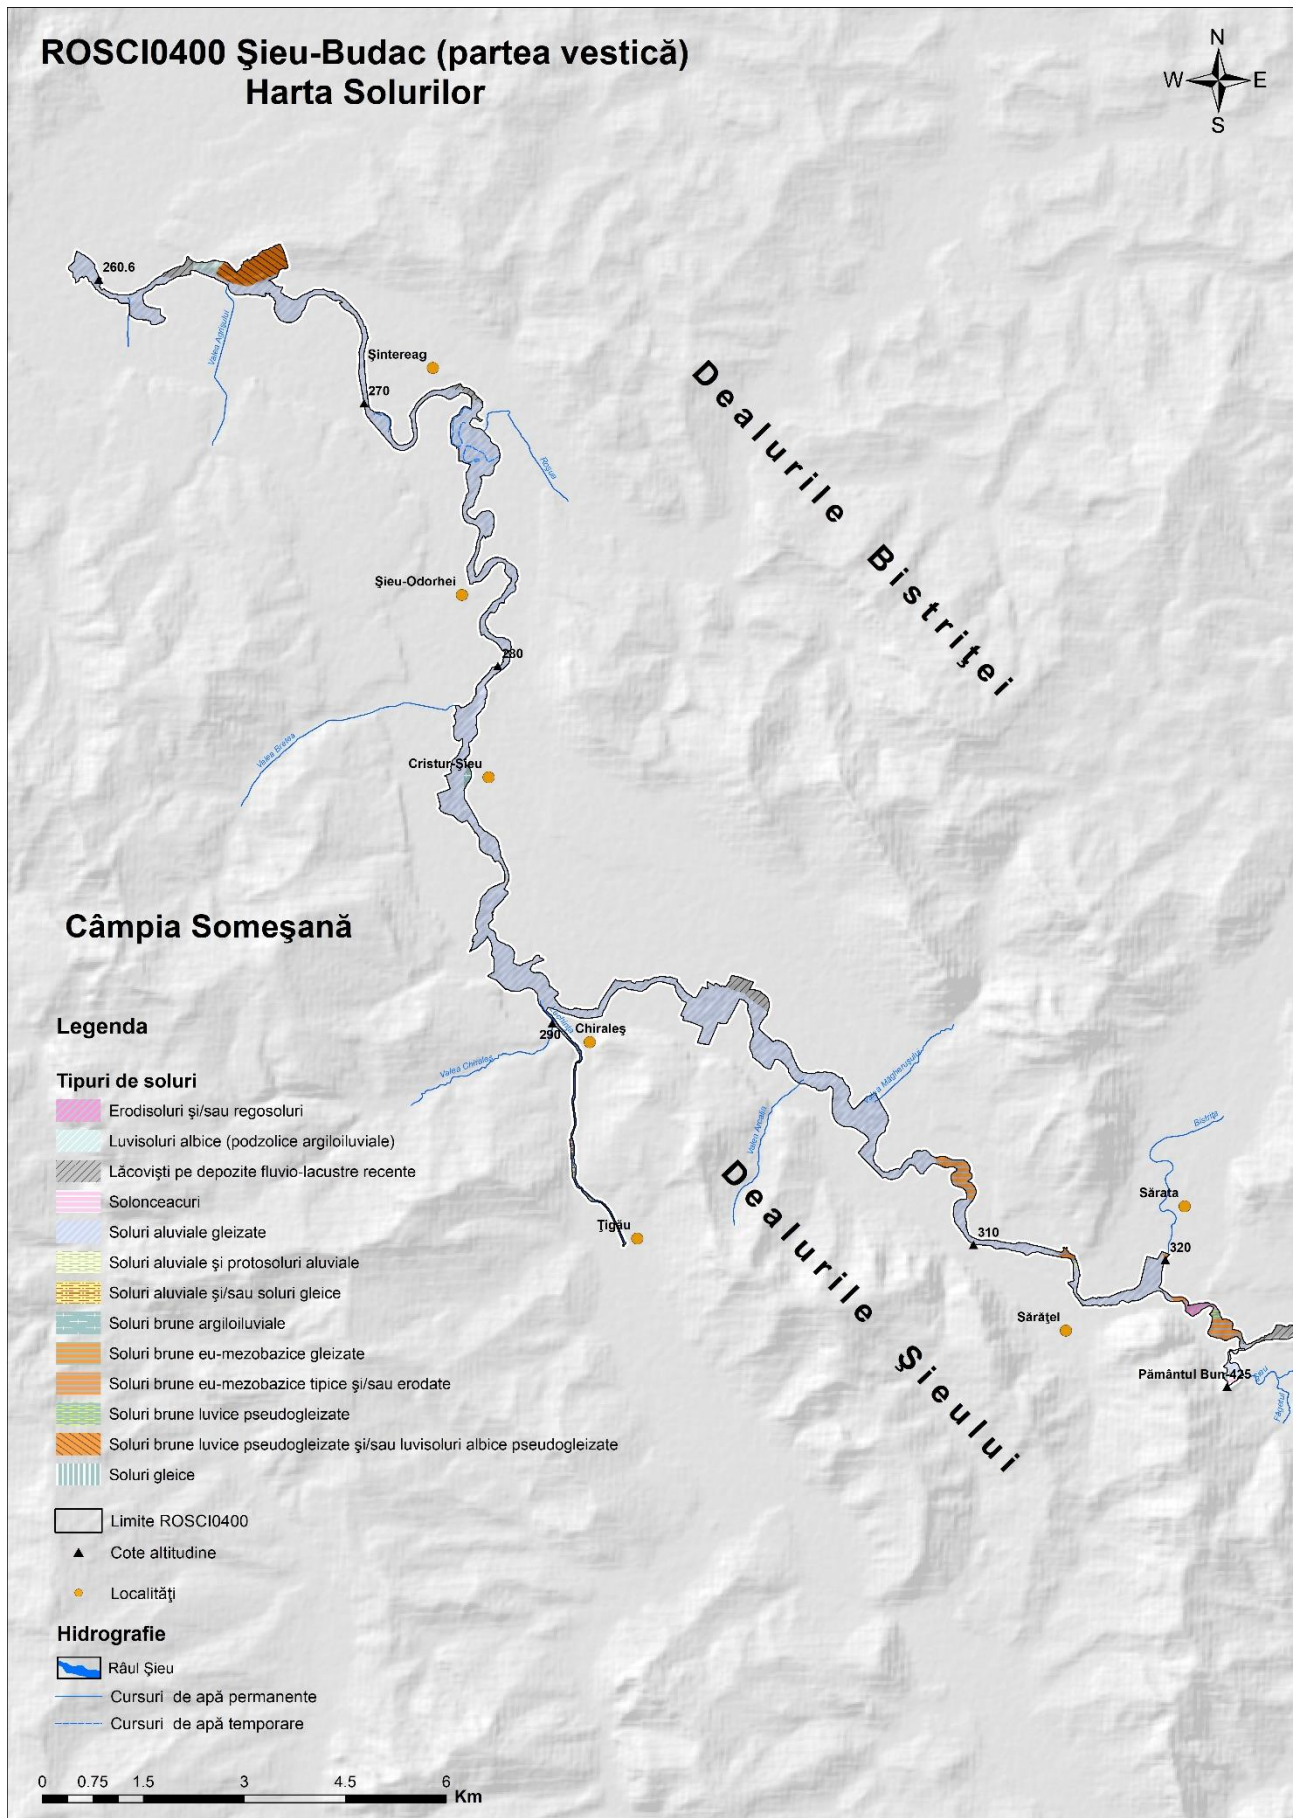 ROSCI0400 Şieu-Budac (partea vestică)
Harta Solurilor
N
W E
S
260.6
Valea Agrişului
Şintereag
270
Dealurile Bistriţei
Roşua
Şieu-Odorhei
280
Valea Bretea
Cristur-Şieu
Câmpia Someşană
290
Chiraleş
Valea Chiraleş
Valea Măgheruşului
Dealurile Şieului
Bistriţa
Sărata
Ţigău
310
320
Sărăţel
Pământul Bun-425
Şieu
Legenda
Tipuri de soluri
Erodisoluri şi/sau regosoluri
Luvisoluri albice (podzolice argiloiluviale)
Lăcovişti pe depozite fluvio-lacustre recente
Solonceacuri
Soluri aluviale gleizate
Soluri aluviale şi protosoluri aluviale
Soluri aluviale şi/sau soluri gleice
Soluri brune argiloiluviale
Soluri brune eu-mezobazice gleizate
Soluri brune eu-mezobazice tipice şi/sau erodate
Soluri brune luvice pseudogleizate
Soluri brune luvice pseudogleizate şi/sau luvisoluri albice pseudogleizate
Soluri gleice
Limite ROSCI0400
Cote altitudine
Localităţi
Hidrografie
Râul Şieu
Cursuri de apă permanente
Cursuri de apă temporare
0 0.75 1.5 3 4.5 6
Km